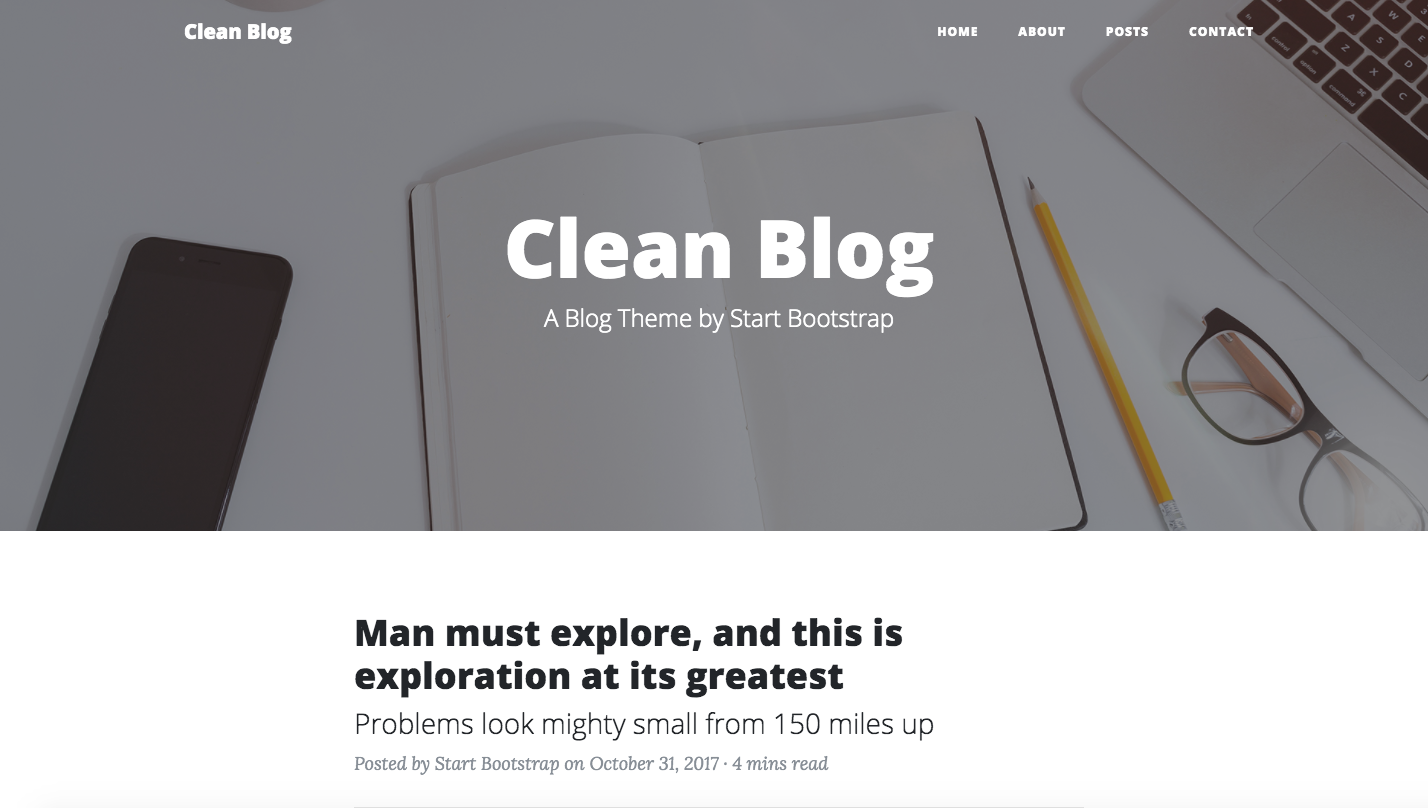 Clean Blog
HOME ABOUT POSTS CONTACT
Clean Blog
A Blog Theme by Start Bootstrap
Man must explore, and this is
exploration at its greatest
Problems look mighty small from 150 miles up
Posted by Start Bootstrap on October 31, 2017 · 4 mins read